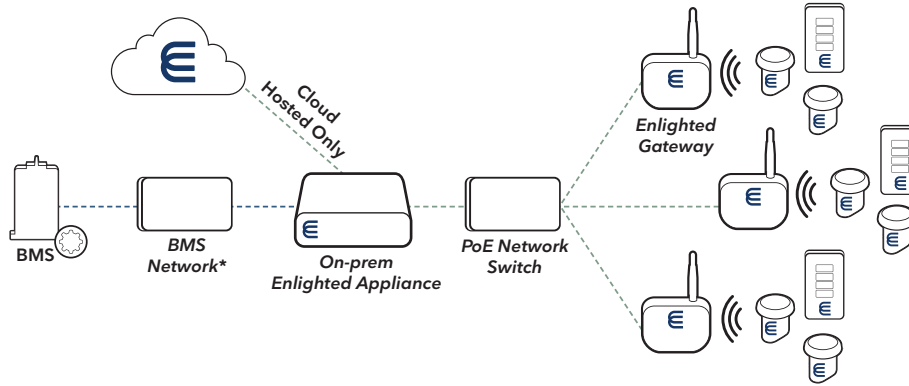 Cloud
Hosted Only
Enlighted
Gateway
BMS
BMS
Network*
On-prem
Enlighted Appliance
PoE Network
Switch